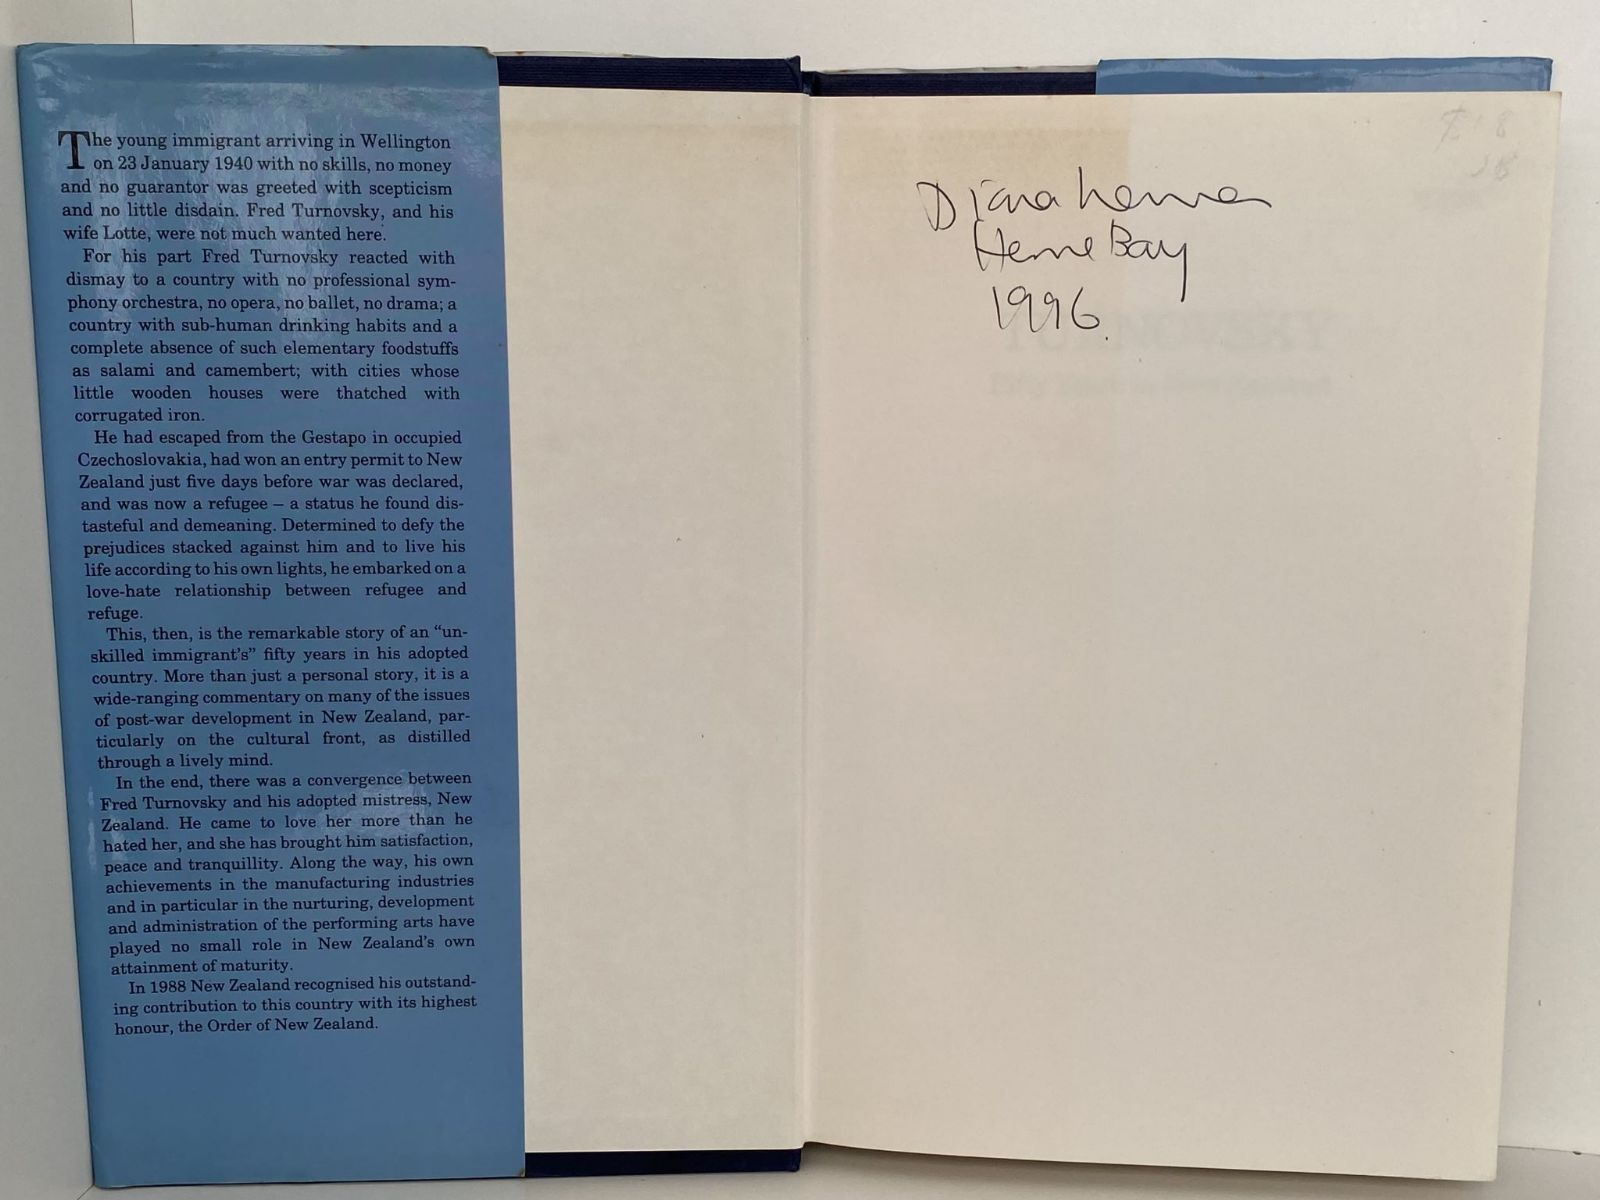 The young immigrant arriving in Wellington
on 23 January 1940 with no skills, no money
and no guarantor was greeted with scepticism
and no little disdain. Fred Turnovsky, and his
wife Lotte, were not much wanted here.
For his part Fred Turnovsky reacted with
dismay to a country with no professional sym-
phony orchestra, no opera, no ballet, no drama; a
country with sub-human drinking habits and a
complete absence of such elementary foodstuffs
as salami and camembert; with cities whose
little wooden houses were thatched with
corrugated iron.
He had escaped from the Gestapo in occupied
Czechoslovakia, had won an entry permit to New
Zealand just five days before war was declared,
and was now a refugee – a status he found dis-
tasteful and demeaning. Determined to defy the
prejudices stacked against him and to live his
life according to his own lights, he embarked on a
love-hate relationship between refugee and
refuge.
This, then, is the remarkable story of an “un-
skilled immigrant's” fifty years in his adopted
country. More than just a personal story, it is a
wide-ranging commentary on many of the issues
of post-war development in New Zealand, par-
ticularly on the cultural front, as distilled
through a lively mind.
In the end, there was a convergence between
Fred Turnovsky and his adopted mistress, New
Zealand. He came to love her more than he
hated her, and she has brought him satisfaction,
peace and tranquillity. Along the way, his own
achievements in the manufacturing industries
and in particular in the nurturing, development
and administration of the performing arts have
played no small role in New Zealand's own
attainment of maturity.
In 1988 New Zealand recognised his outstand-
ing contribution to this country with its highest
honour, the Order of New Zealand.
Diana
Herne Bay
1996.
TURNOVSKY